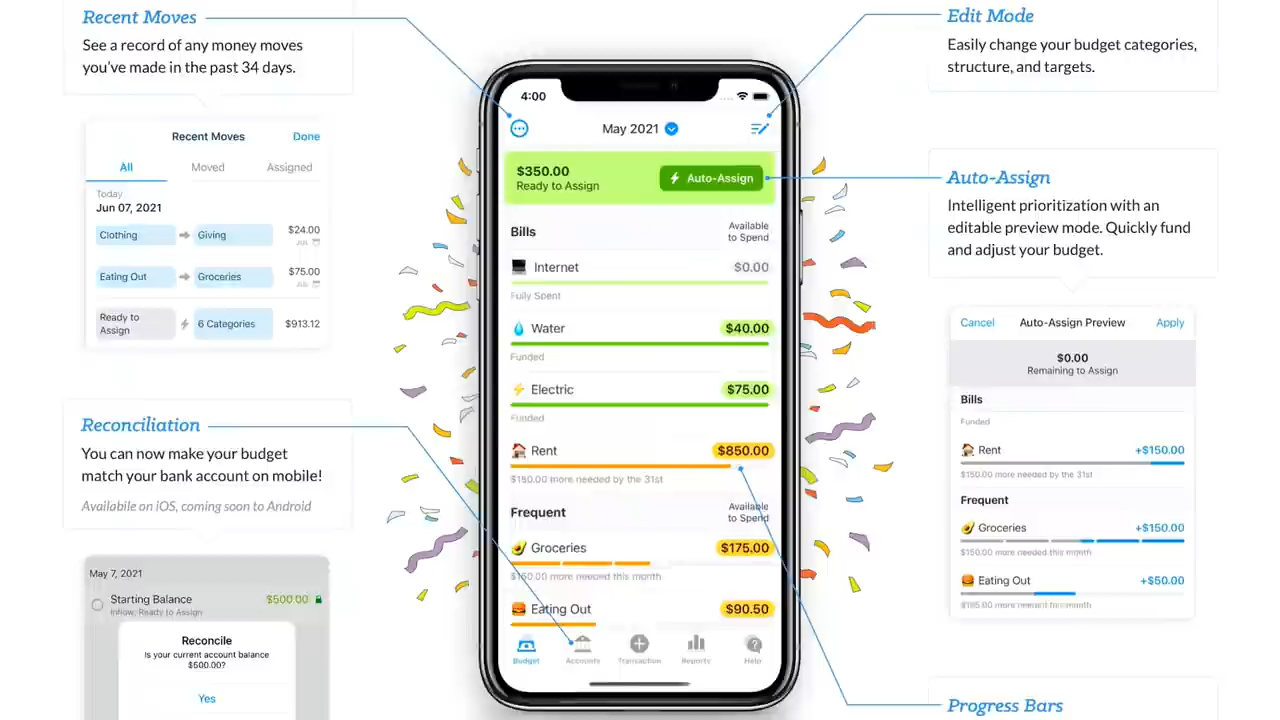 Recent Moves
See a record of any money moves
you've made in the past 34 days.
Recent Moves
Done
All
Moved
Assigned
Today
Jun 07, 2021
Clothing
Giving
$24.00
Eating Out
Groceries
$75.00
Ready to
Assign
6 Categories
$913.12
Reconciliation
You can now make your budget
match your bank account on mobile!
Available on iOS, coming soon to Android
May 7, 2021
Starting Balance
$500.00
Inflow: Ready to Assign
Reconcile
Is your current account balance
$500.00?
Yes
4:00
May 2021
$350.00
Ready to Assign
Auto-Assign
Bills
Available
to Spend
Internet
$0.00
Fully Spent
Water
$40.00
Funded
Electric
$75.00
Funded
Rent
$850.00
$150.00 more needed by the 31st
Frequent
Available
to Spend
Groceries
$175.00
$150.00 more needed this month
Eating Out
$90.50
Budget
Accounts
Transaction
Reports
Help
Edit Mode
Easily change your budget categories,
structure, and targets.
Auto-Assign
Intelligent prioritization with an
editable preview mode. Quickly fund
and adjust your budget.
Cancel
Auto-Assign Preview
Apply
$0.00
Remaining to Assign
Bills
Funded
Rent
+$150.00
$150.00 more needed by the 31st
Frequent
Groceries
+$150.00
$150.00 more needed this month
Eating Out
+$50.00
Progress Bars